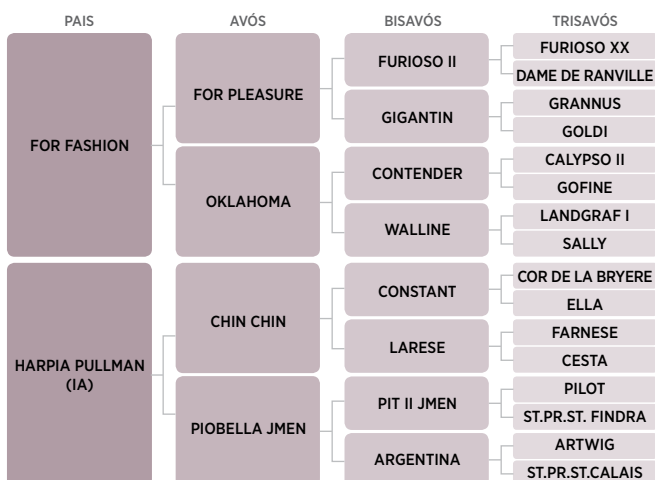 PAIS
AVÓS
BISAVÓS
TRISAVÓS
FOR FASHION
FOR PLEASURE
FURIOSO II
FURIOSO XX
DAME DE RANVILLE
GIGANTIN
GRANNUS
GOLDI
OKLAHOMA
CONTENDER
CALYPSO II
GOFINE
WALLINE
LANDGRAF I
SALLY
HARPIA PULLMAN
(IA)
CHIN CHIN
CONSTANT
COR DE LA BRYERE
ELLA
LARESE
FARNESE
CESTA
PIOBELLA JMEN
PIT II JMEN
PILOT
ST.PR.ST. FINDRA
ARGENTINA
ARTWIG
ST.PR.ST.CALAIS